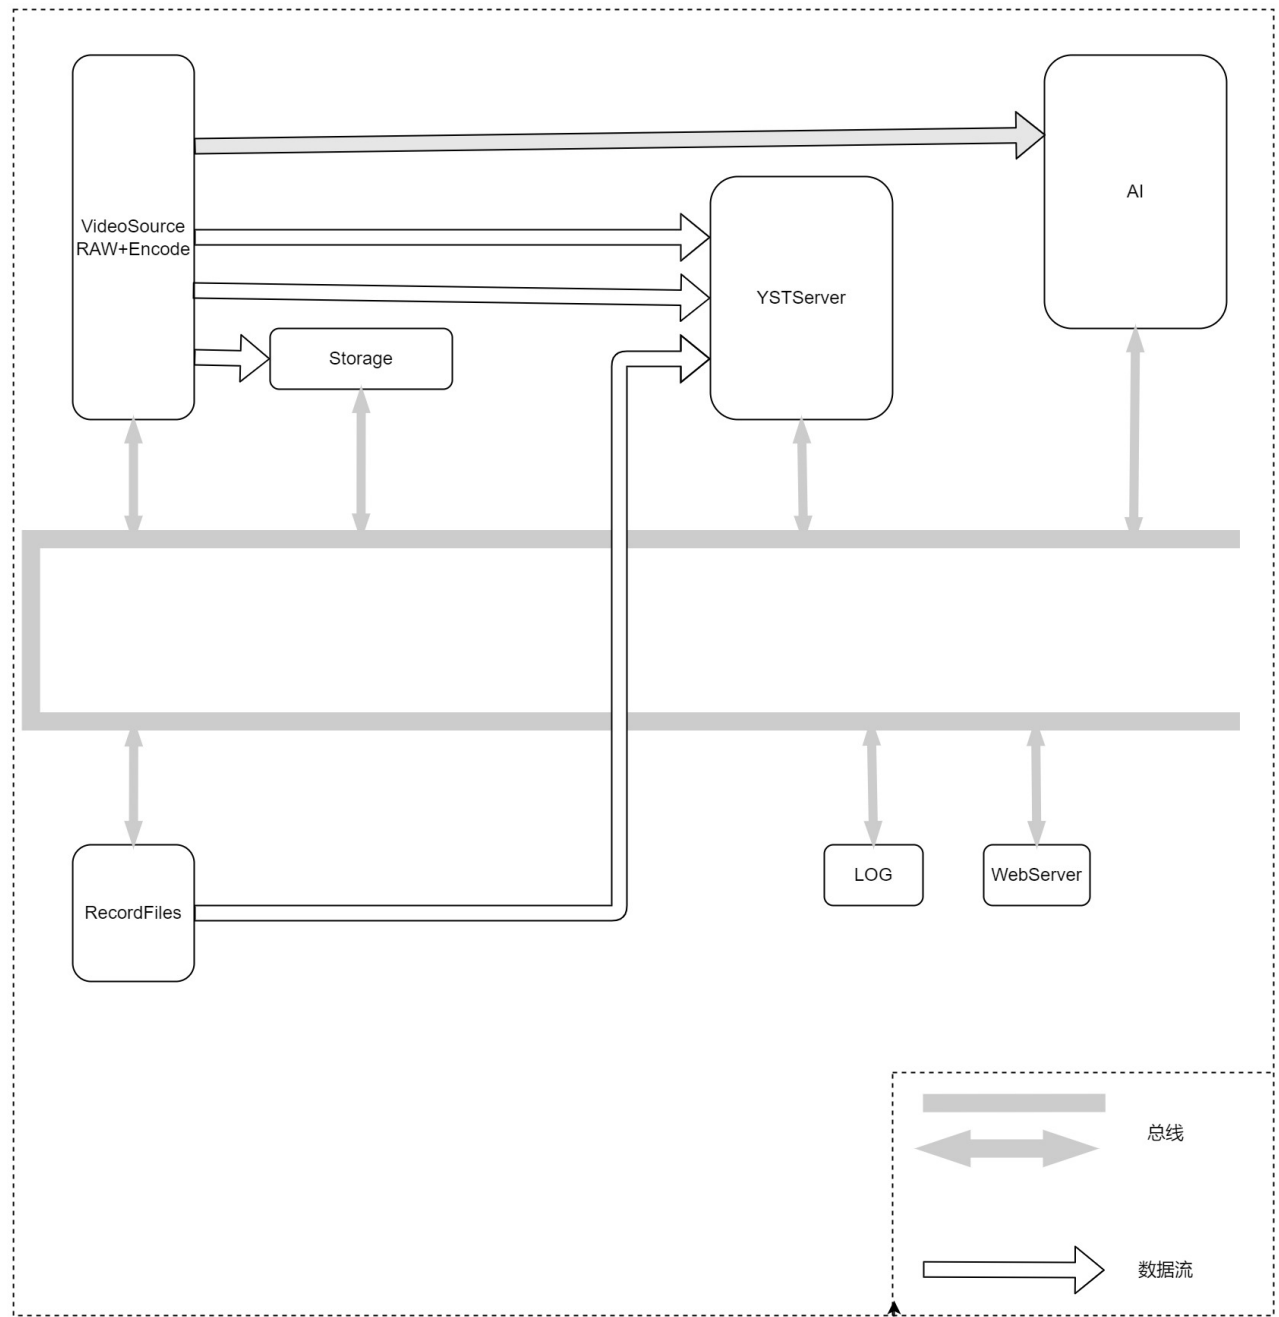 VideoSource
RAW+Encode
AI
YSTServer
Storage
LOG
WebServer
RecordFiles
总线
数据流